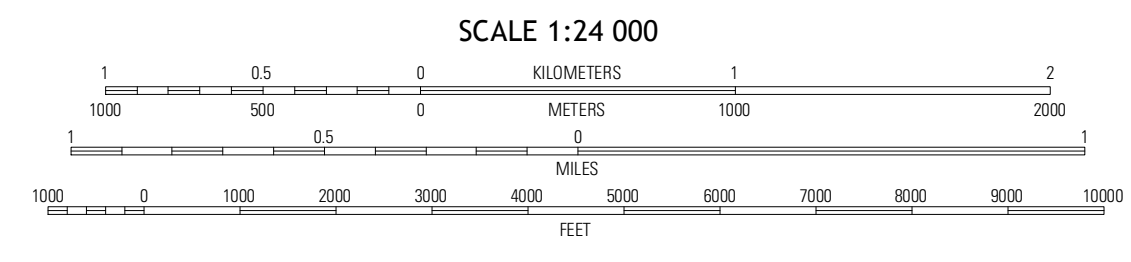 SCALE 1:24 000
1 0.5 0 KILOMETERS 1 2
1000 500 0 METERS 1000 2000
1 0.5 0 1
MILES
1000 0 1000 2000 3000 4000 5000 6000 7000 8000 9000 10000
FEET